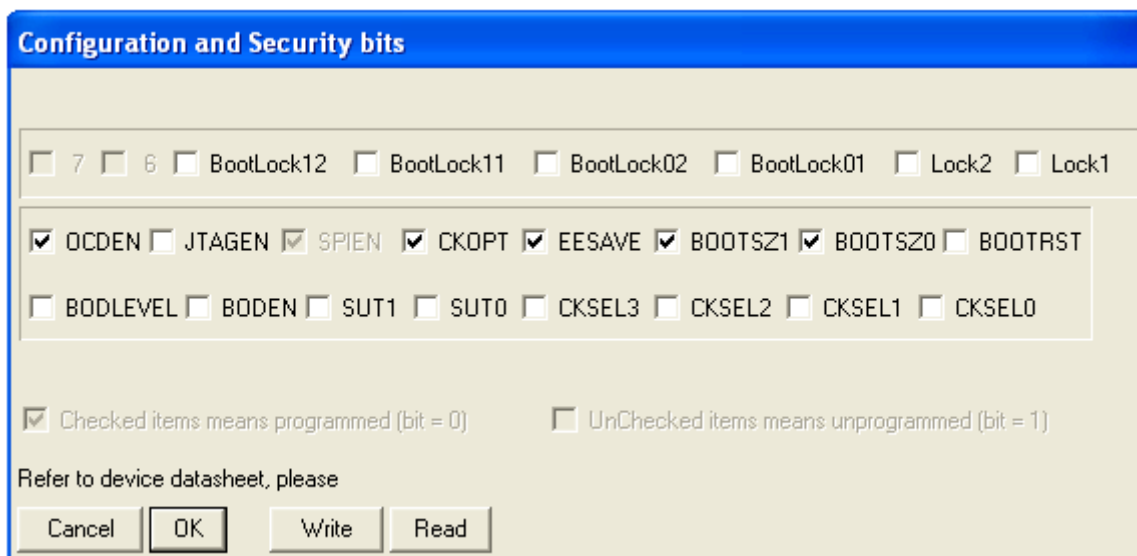 Configuration and Security bits
7 6 BootLock12 BootLock11 BootLock02 BootLock01 Lock2 Lock1
OCDEN JTAGEN SPIEN CKOPT EESAVE BOOTSZ1 BOOTSZ0 BOOTRST
BODLEVEL BODEN SUT1 SUT0 CKSEL3 CKSEL2 CKSEL1 CKSEL0
Checked items means programmed (bit = 0) UnChecked items means unprogrammed (bit = 1)
Refer to device datasheet, please
Cancel OK Write Read